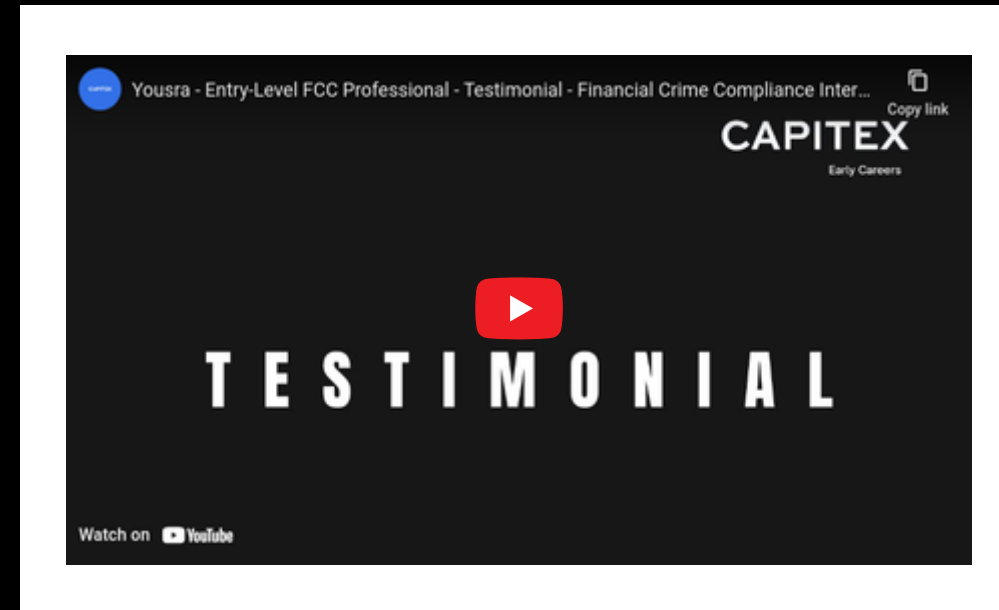 Yousra - Entry-Level FCC Professional - Testimonial - Financial Crime Compliance Inter...
Copy link
CAPITEX
Early Careers
TESTIMONIAL
Watch on YouTube